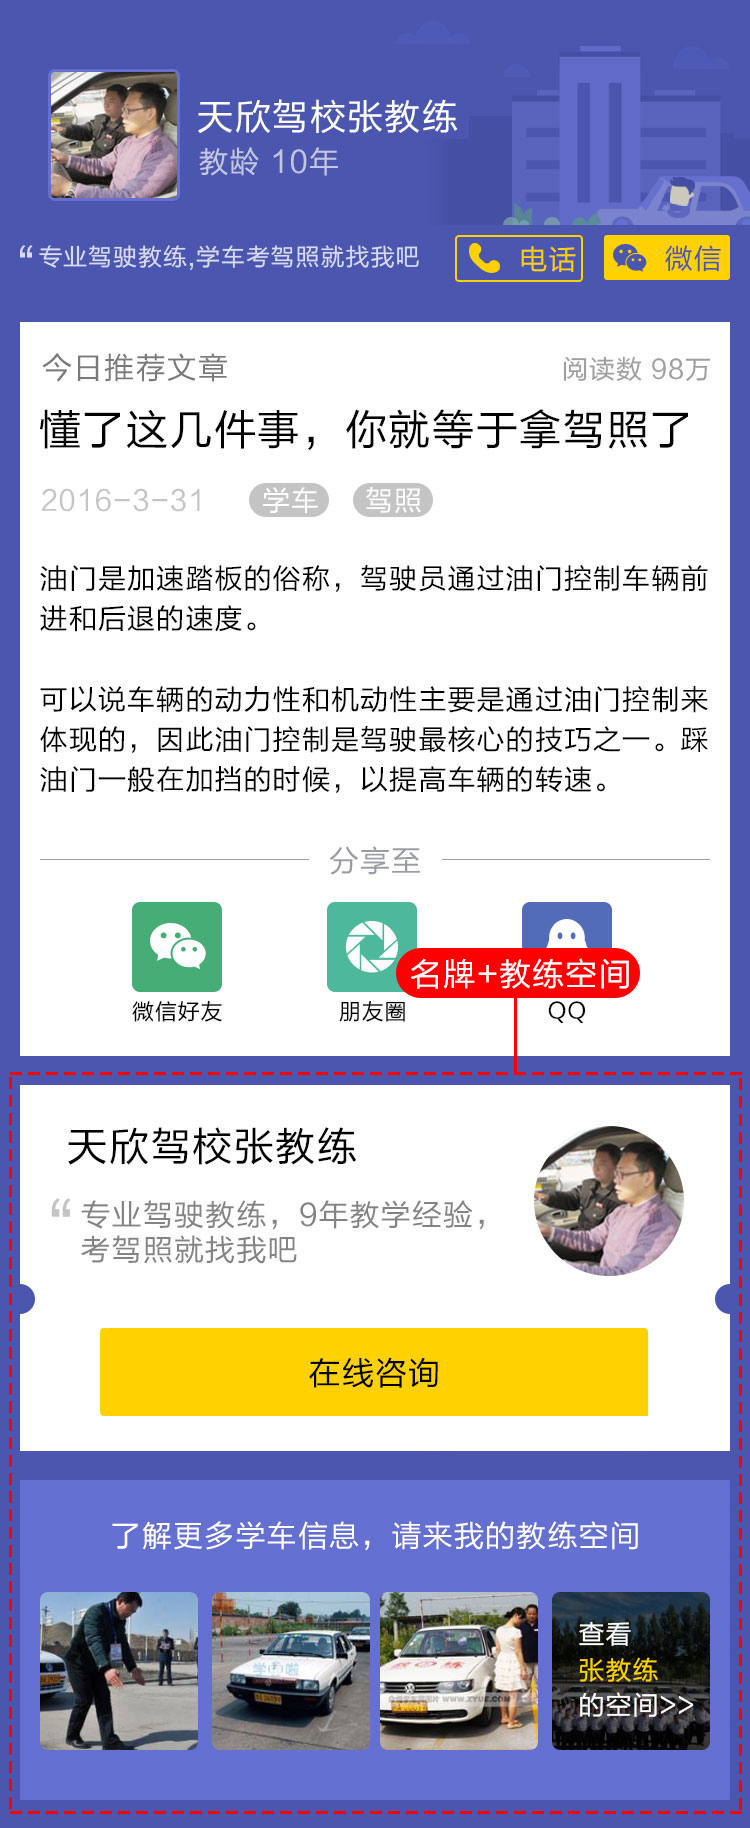 天欣驾校张教练
教龄 10年
“ 专业驾驶教练,学车考驾照就找我吧
电话
微信
今日推荐文章
阅读数 98万
懂了这几件事，你就等于拿驾照了
2016-3-31
学车
驾照
油门是加速踏板的俗称，驾驶员通过油门控制车辆前
进和后退的速度。
可以说车辆的动力性和机动性主要是通过油门控制来
体现的，因此油门控制是驾驶最核心的技巧之一。踩
油门一般在加挡的时候，以提高车辆的转速。
分享至
名牌+教练空间
微信好友
朋友圈
QQ
天欣驾校张教练
“ 专业驾驶教练，9年教学经验，
考驾照就找我吧
在线咨询
了解更多学车信息，请来我的教练空间
查看
张教练
的空间>>